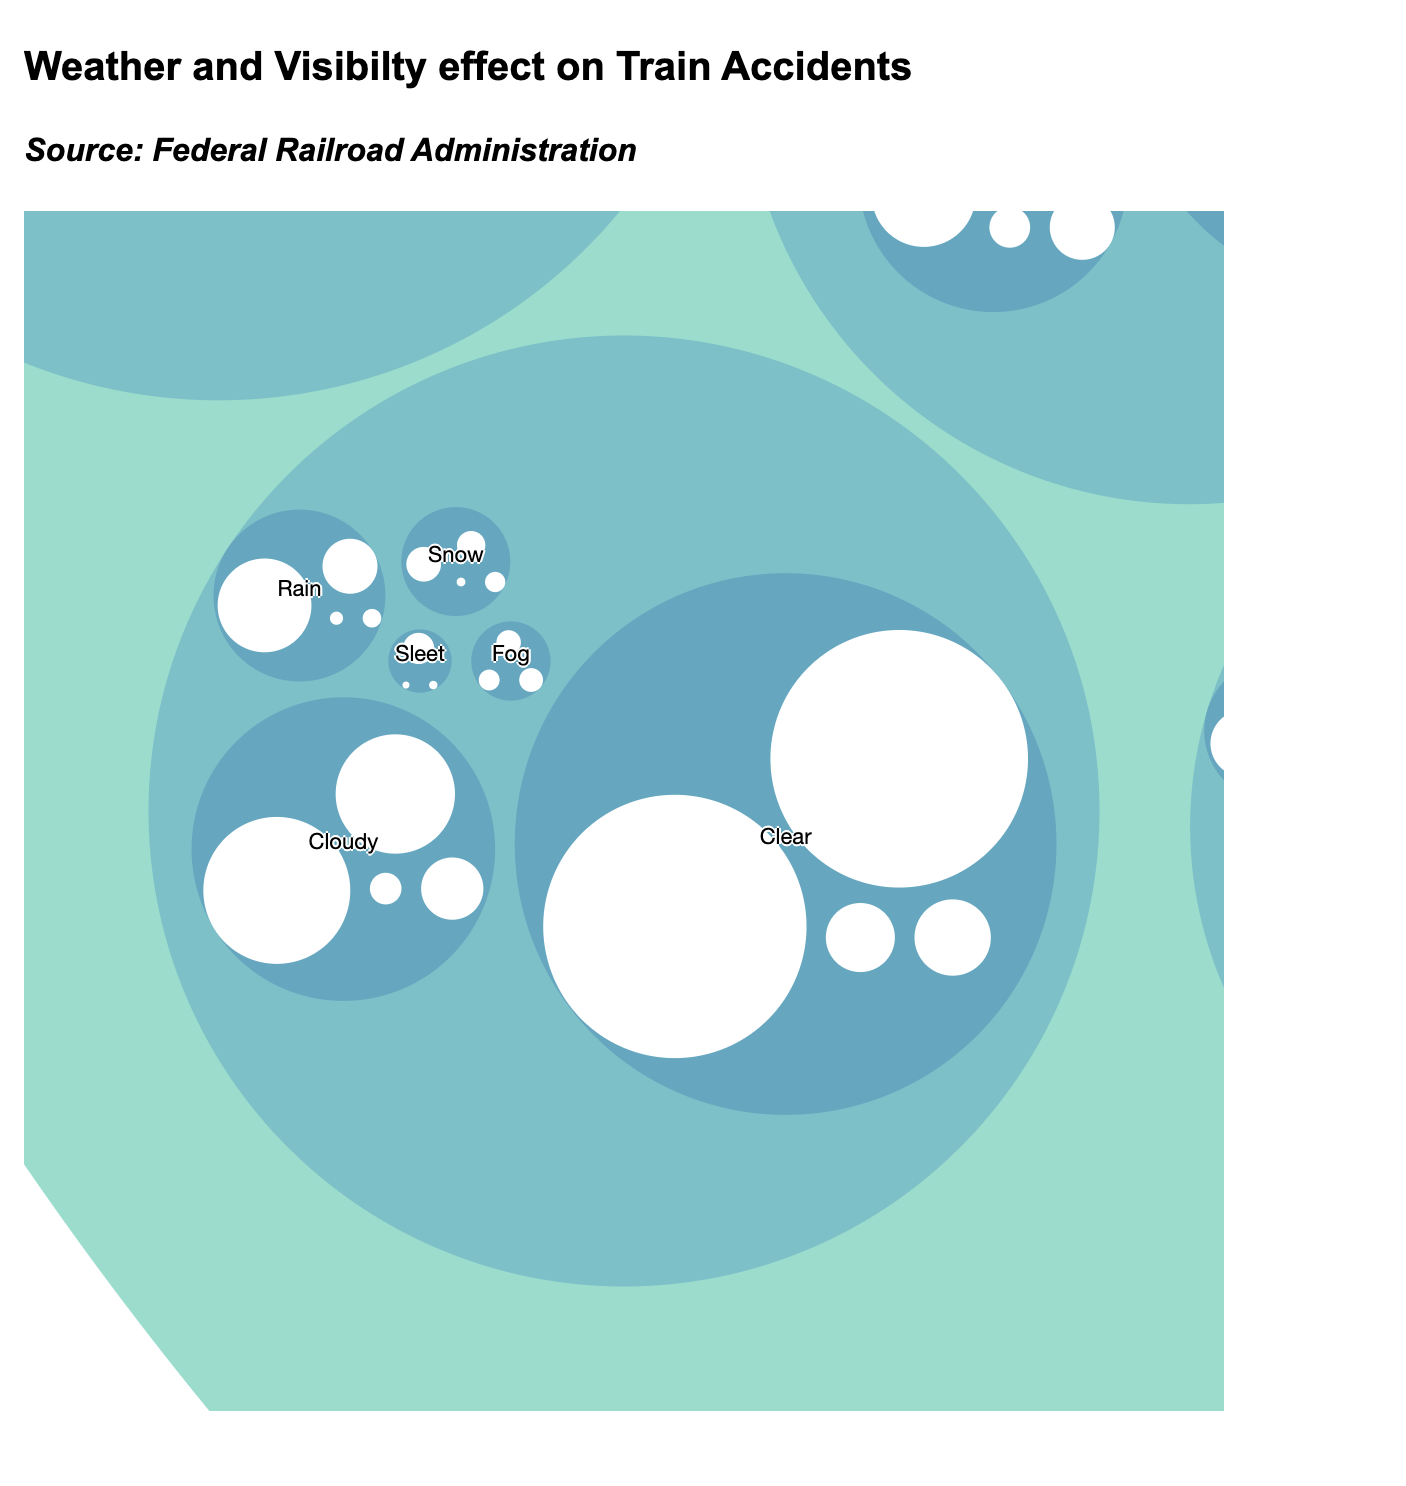 Weather and Visibilty effect on Train Accidents
Source: Federal Railroad Administration
Snow
Rain
Sleet
Fog
Clear
Cloudy